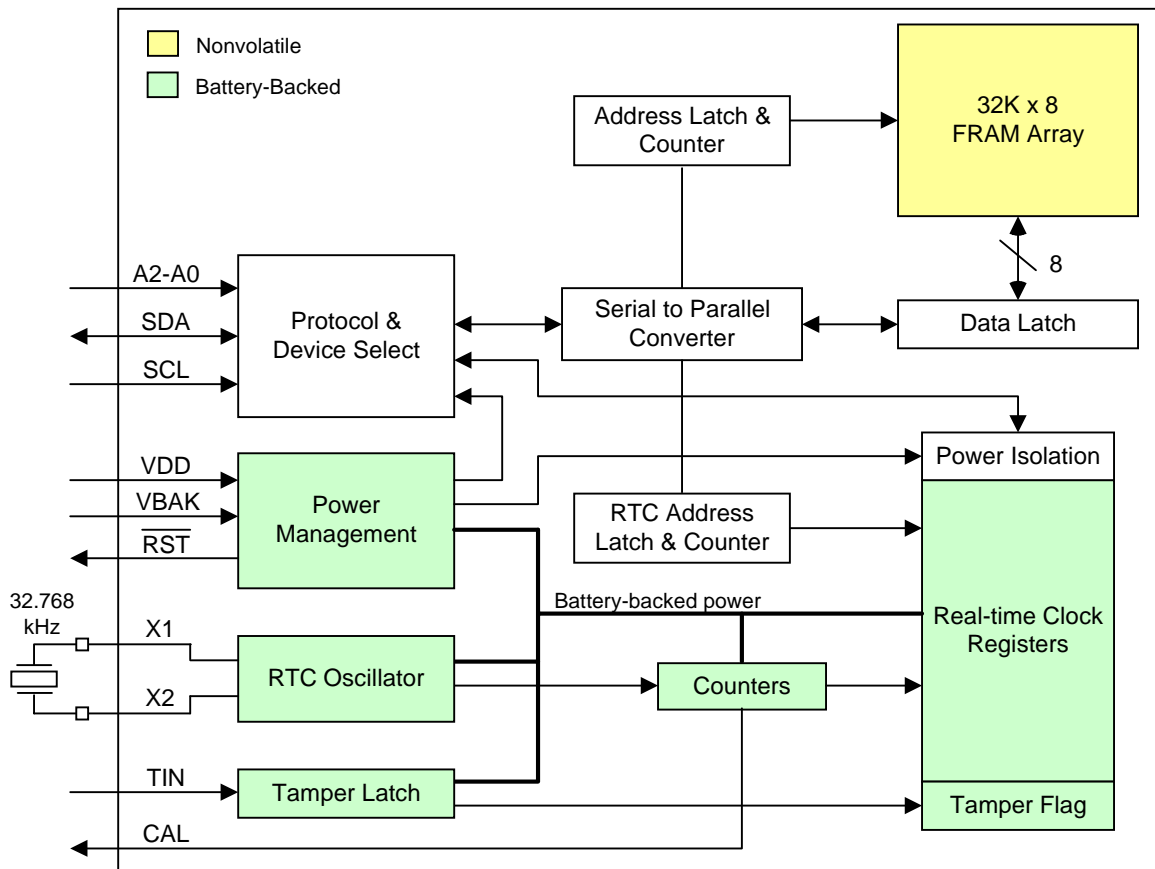 Nonvolatile
Battery-Backed
32K x 8
FRAM Array
Address Latch &
Counter
8
A2-A0
SDA
SCL
Protocol &
Device Select
Serial to Parallel
Converter
Data Latch
VDD
VBAK
RST
Power
Management
Power Isolation
RTC Address
Latch & Counter
Battery-backed power
Real-time Clock
Registers
32.768
kHz
X1
X2
RTC Oscillator
Counters
TIN
Tamper Latch
Tamper Flag
CAL